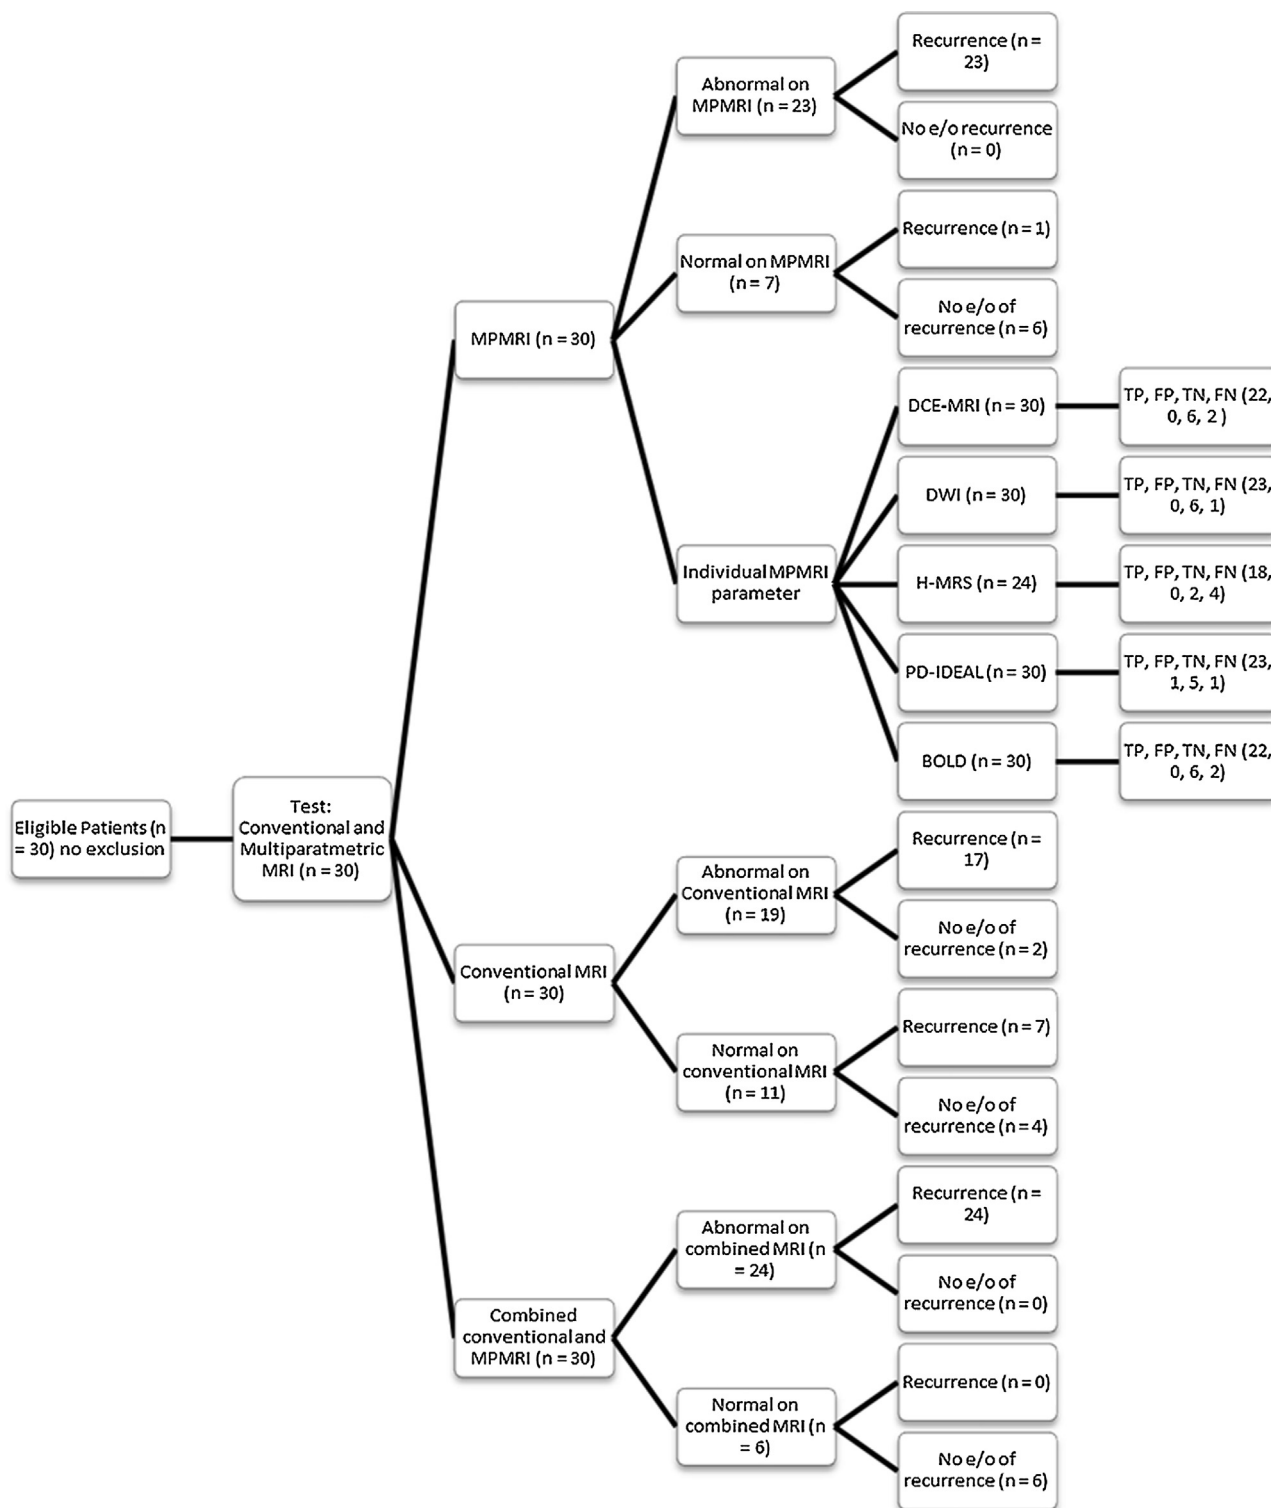 Eligible Patients (n
= 30) no exclusion
Test:
Conventional and
Multiparatmetric
MRI (n = 30)
MPMRI (n = 30)
Abnormal on
MPMRI (n = 23)
Recurrence (n =
23)
No e/o recurrence
(n = 0)
Normal on MPMRI
(n = 7)
Recurrence (n = 1)
No e/o of
recurrence (n = 6)
Individual MPMRI
parameter
DCE-MRI (n = 30)
TP, FP, TN, FN (22,
0, 6, 2 )
DWI (n = 30)
TP, FP, TN, FN (23,
0, 6, 1)
H-MRS (n = 24)
TP, FP, TN, FN (18,
0, 2, 4)
PD-IDEAL (n = 30)
TP, FP, TN, FN (23,
1, 5, 1)
BOLD (n = 30)
TP, FP, TN, FN (22,
0, 6, 2)
Conventional MRI
(n = 30)
Abnormal on
Conventional MRI
(n = 19)
Recurrence (n =
17)
No e/o of
recurrence (n = 2)
Normal on
conventional MRI
(n = 11)
Recurrence (n = 7)
No e/o of
recurrence (n = 4)
Combined
conventional and
MPMRI (n = 30)
Abnormal on
combined MRI (n
= 24)
Recurrence (n =
24)
No e/o of
recurrence (n = 0)
Normal on
combined MRI (n
= 6)
Recurrence (n = 0)
No e/o of
recurrence (n = 6)